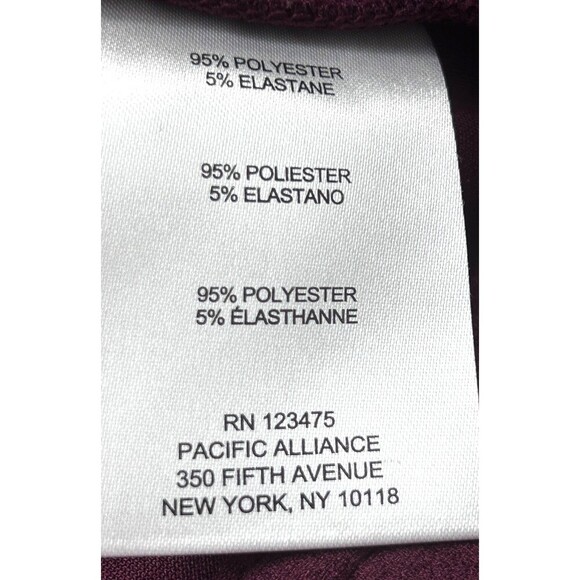 95% POLYESTER
5% ELASTANE
95% POLIESTER
5% ELASTANO
95% POLYESTER
5% ÉLASTHANNE
RN 123475
PACIFIC ALLIANCE
350 FIFTH AVENUE
NEW YORK, NY 10118